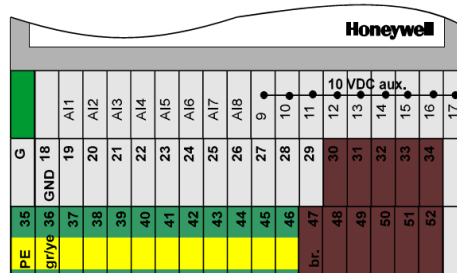 Honeywell
10 VDC aux.
AI1 AI2 AI3 AI4 AI5 AI6 AI7 AI8 9 10 11 12 13 14 15 16 17
G 18 19 20 21 22 23 24 25 26 27 28 29 30 31 32 33 34
GND
35 36 37 38 39 40 41 42 43 44 45 46 47 48 49 50 51 52
PE gr/ye br.